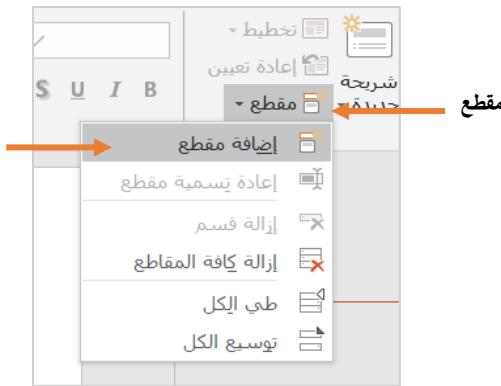 تخطيط
إعادة تعيين
شريحة
جديدة
مقطع
مقطع
S U I B
إضافة مقطع
إعادة تسمية مقطع
إزالة قسم
إزالة كافة المقاطع
طي الكل
توسيع الكل